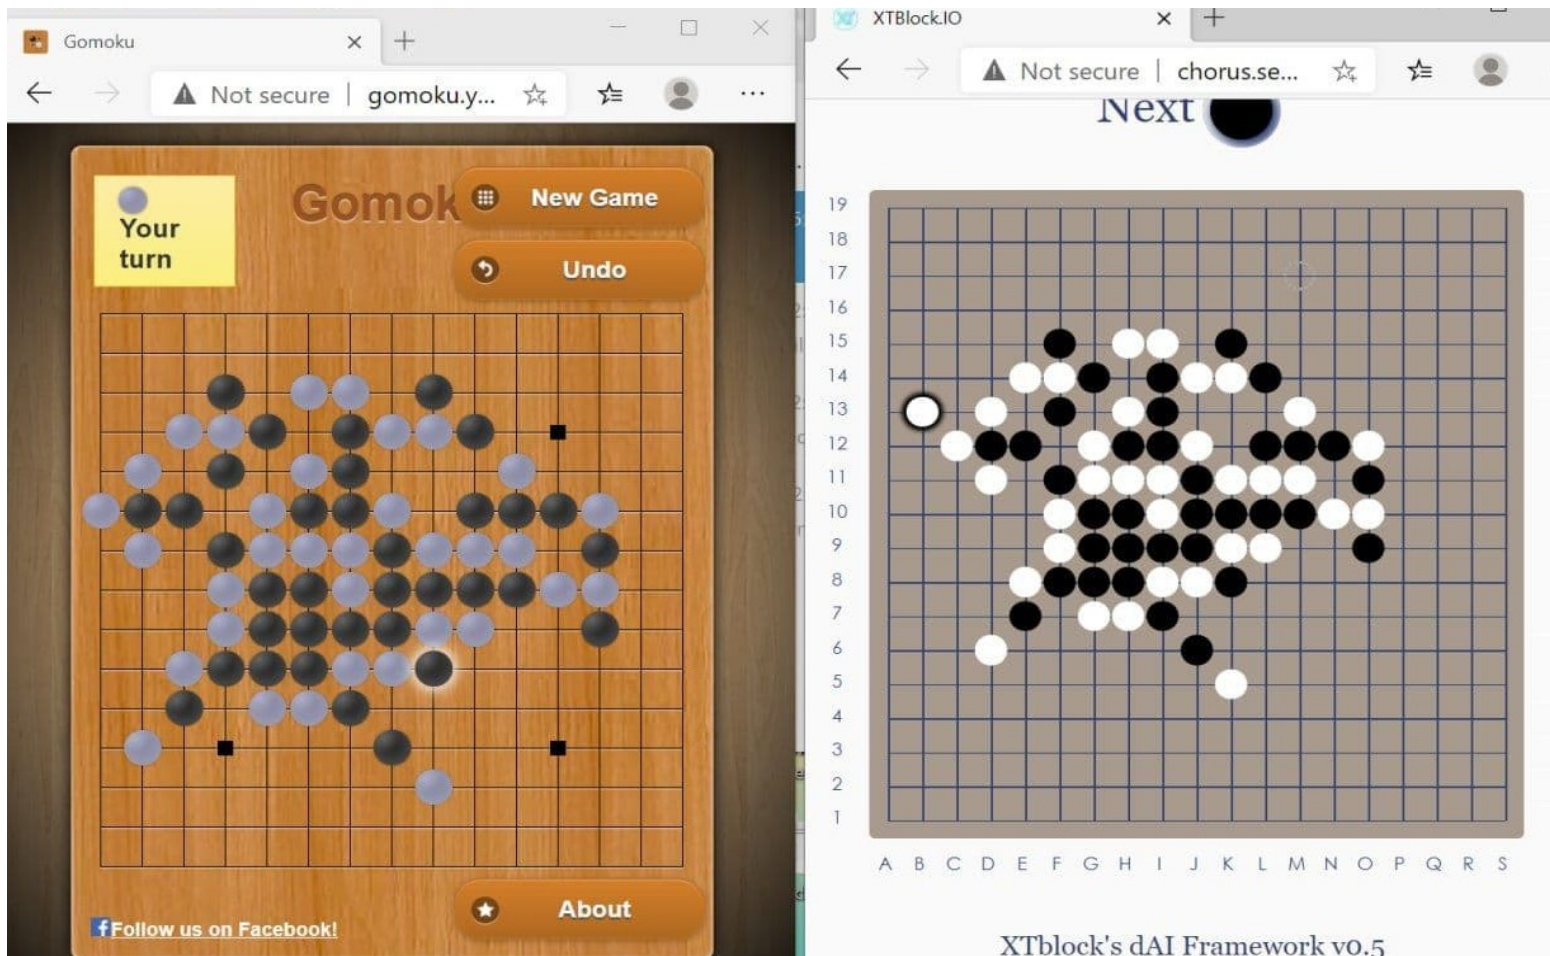 Gomoku
Not secure | gomoku.y...
Your
turn
Gomok
New Game
Undo
About
Follow us on Facebook!
XTBlock.IO
Not secure | chorus.se...
Next
19
18
17
16
15
14
13
12
11
10
9
8
7
6
5
4
3
2
1
A B C D E F G H I J K L M N O P Q R S
XTblock's dAI Framework v0.5